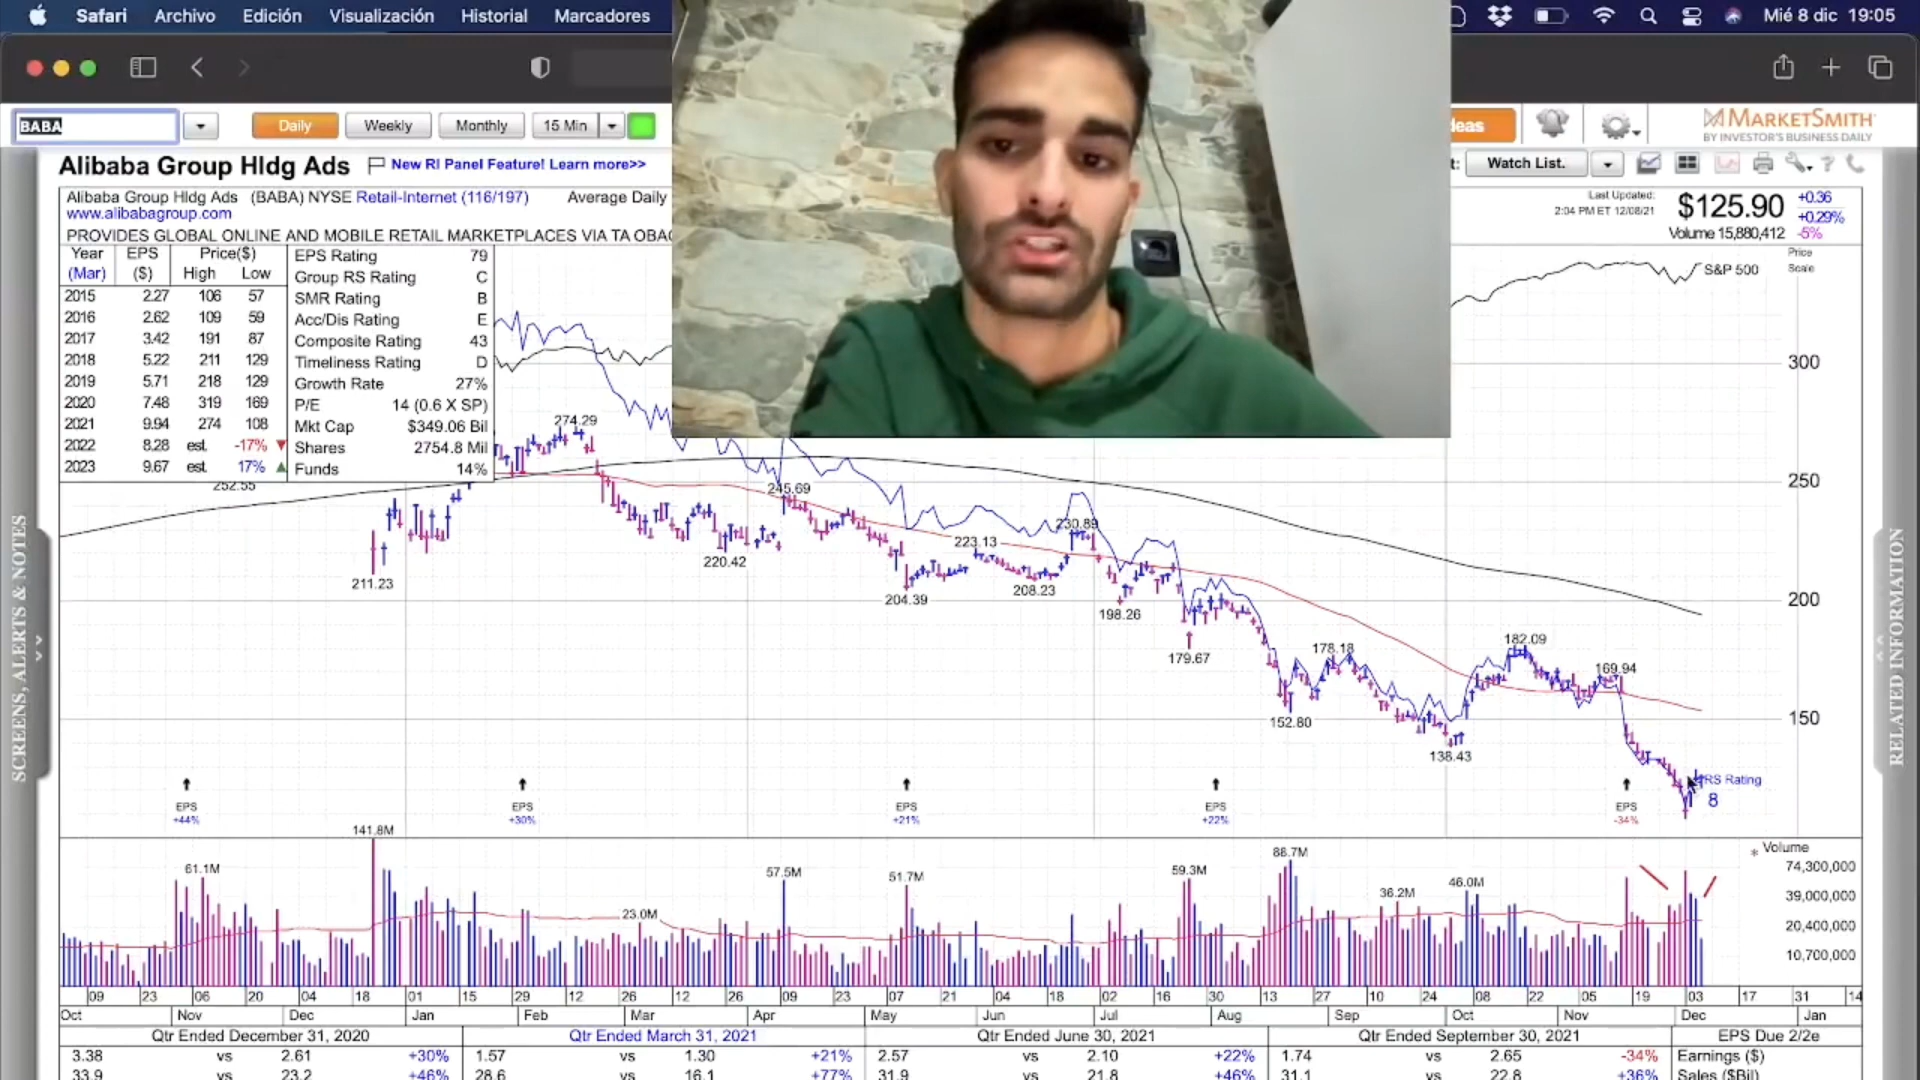 Safari Archivo Edición Visualización Historial Marcadores
Mié 8 dic 19:05
BABA
Daily Weekly Monthly 15 Min
deas
MARKETSMITH
BY INVESTOR'S BUSINESS DAILY
Alibaba Group Hldg Ads
New RI Panel Feature! Learn more>>
Watch List.
Alibaba Group Hldg Ads (BABA) NYSE Retail-Internet (116/197) Average Daily
www.alibabagroup.com
PROVIDES GLOBAL ONLINE AND MOBILE RETAIL MARKETPLACES VIA TA OBAO
Last Updated:
2:04 PM ET 12/08/21
$125.90 +0.36
+0.29%
Volume 15,880,412 -5%
Year EPS Price($)
(Mar) ($) High Low
2015 2.27 106 57
2016 2.62 109 59
2017 3.42 191 87
2018 5.22 211 129
2019 5.71 218 129
2020 7.48 319 169
2021 9.94 274 108
2022 8.28 est. -17%
2023 9.67 est. 17%
EPS Rating 79
Group RS Rating C
SMR Rating B
Acc/Dis Rating E
Composite Rating 43
Timeliness Rating D
Growth Rate 27%
P/E 14 (0.6 X SP)
Mkt Cap $349.06 Bil
Shares 2754.8 Mil
Funds 14%
Price
Scale
S&P 500
300
250
200
150
252.55
274.29
211.23
220.42
245.69
204.39
223.13
208.23
230.89
198.26
179.67
152.80
178.18
138.43
182.09
169.94
RS Rating
8
EPS
+44%
EPS
+30%
EPS
+21%
EPS
+22%
EPS
-34%
SCREENS, ALERTS & NOTES
RELATED INFORMATION
Volume
74,300,000
39,000,000
20,400,000
10,700,000
61.1M
141.8M
23.0M
57.5M
51.7M
59.3M
88.7M
36.2M
46.0M
09 23 06 20 04 18 01 15 29 12 26 12 26 09 23 07 21 04 18 02 16 30 13 27 10 24 08 22 05 19 03 17 31 14
Oct Nov Dec Jan Feb Mar Apr May Jun Jul Aug Sep Oct Nov Dec Jan
Qtr Ended December 31, 2020 Qtr Ended March 31, 2021 Qtr Ended June 30, 2021 Qtr Ended September 30, 2021 EPS Due 2/2e
3.38 vs 2.61 +30% 1.57 vs 1.30 +21% 2.57 vs 2.10 +22% 1.74 vs 2.65 -34% Earnings ($)
33.9 vs 23.2 +46% 28.6 vs 16.1 +77% 31.9 vs 21.8 +46% 31.1 vs 22.8 +36% Sales ($Bil)